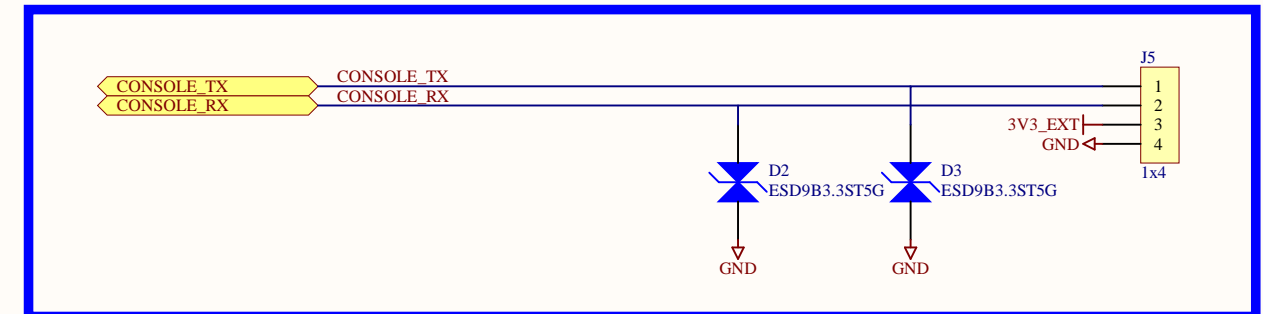 J5
CONSOLE_TX
CONSOLE_TX
1
CONSOLE_RX
CONSOLE_RX
2
3V3_EXT
3
GND
4
1x4
D2
ESD9B3.3ST5G
D3
ESD9B3.3ST5G
GND
GND